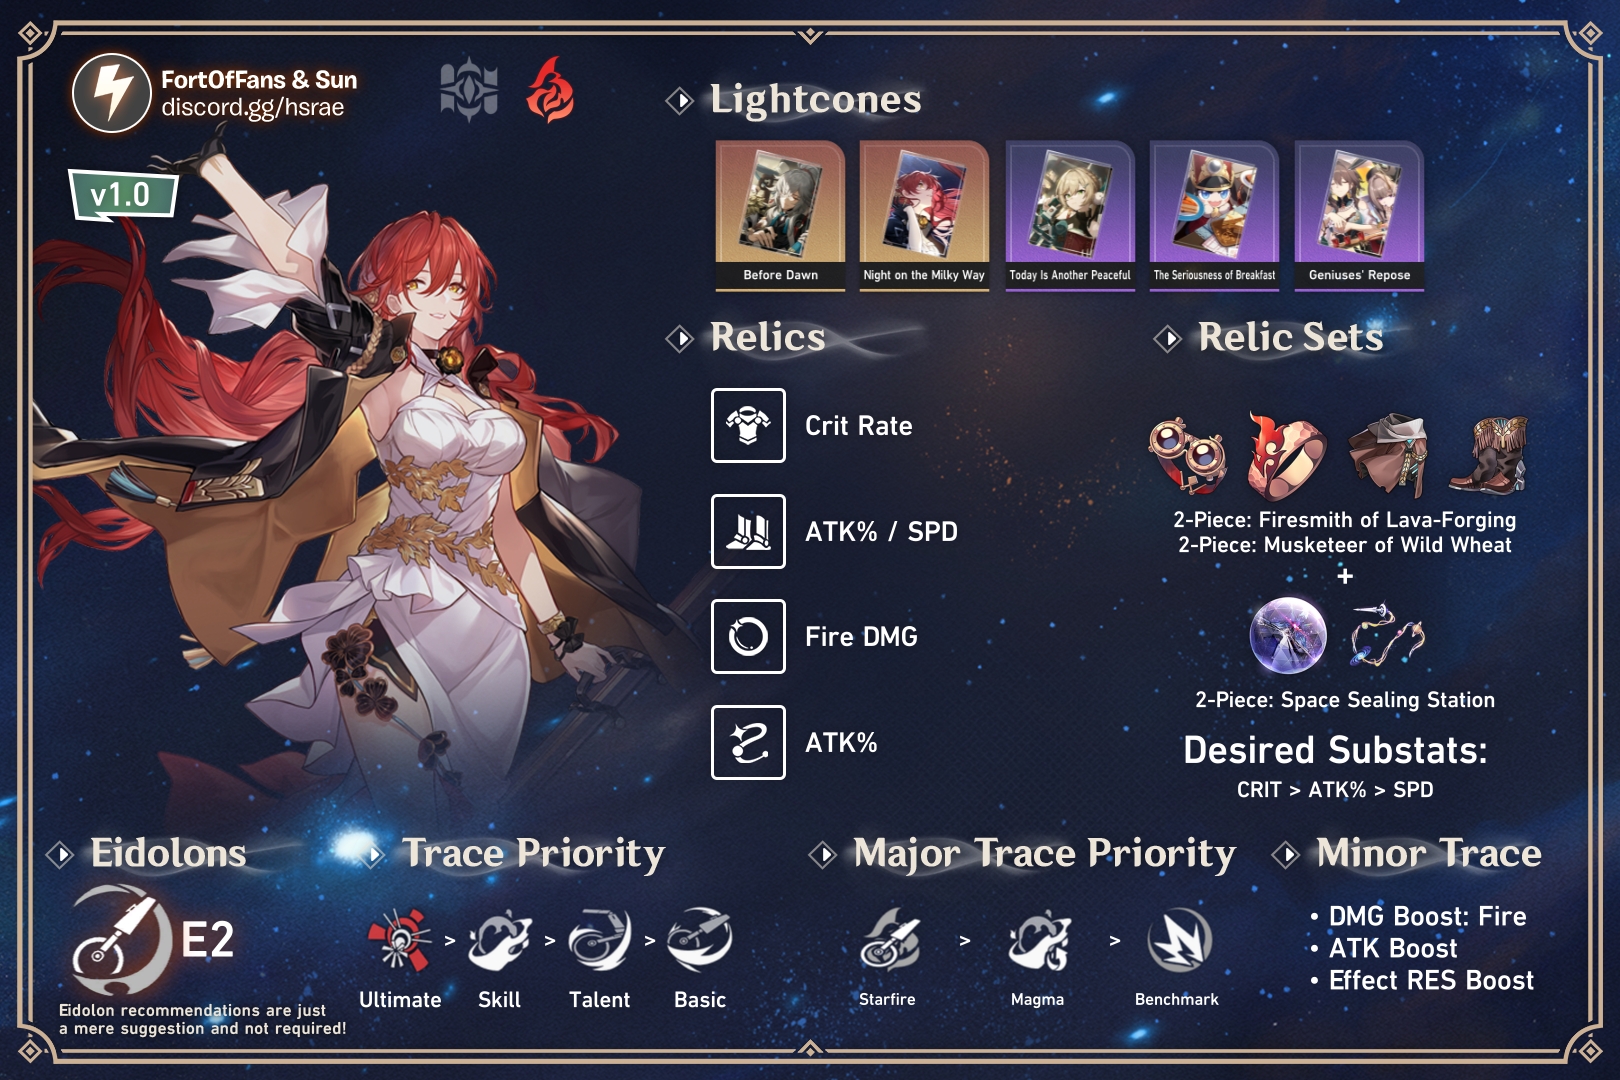 FortOfFans & Sun
discord.gg/hsrae
v1.0
Lightcones
Before Dawn
Night on the Milky Way
Today Is Another Peaceful
The Seriousness of Breakfast
Geniuses' Repose
Relics
Crit Rate
ATK% / SPD
Fire DMG
ATK%
Relic Sets
2-Piece: Firesmith of Lava-Forging
2-Piece: Musketeer of Wild Wheat
+
2-Piece: Space Sealing Station
Desired Substats:
CRIT > ATK% > SPD
Eidolons
E2
Eidolon recommendations are just
a mere suggestion and not required!
Trace Priority
> > >
Ultimate Skill Talent Basic
Major Trace Priority
> >
Starfire Magma Benchmark
Minor Trace
• DMG Boost: Fire
• ATK Boost
• Effect RES Boost